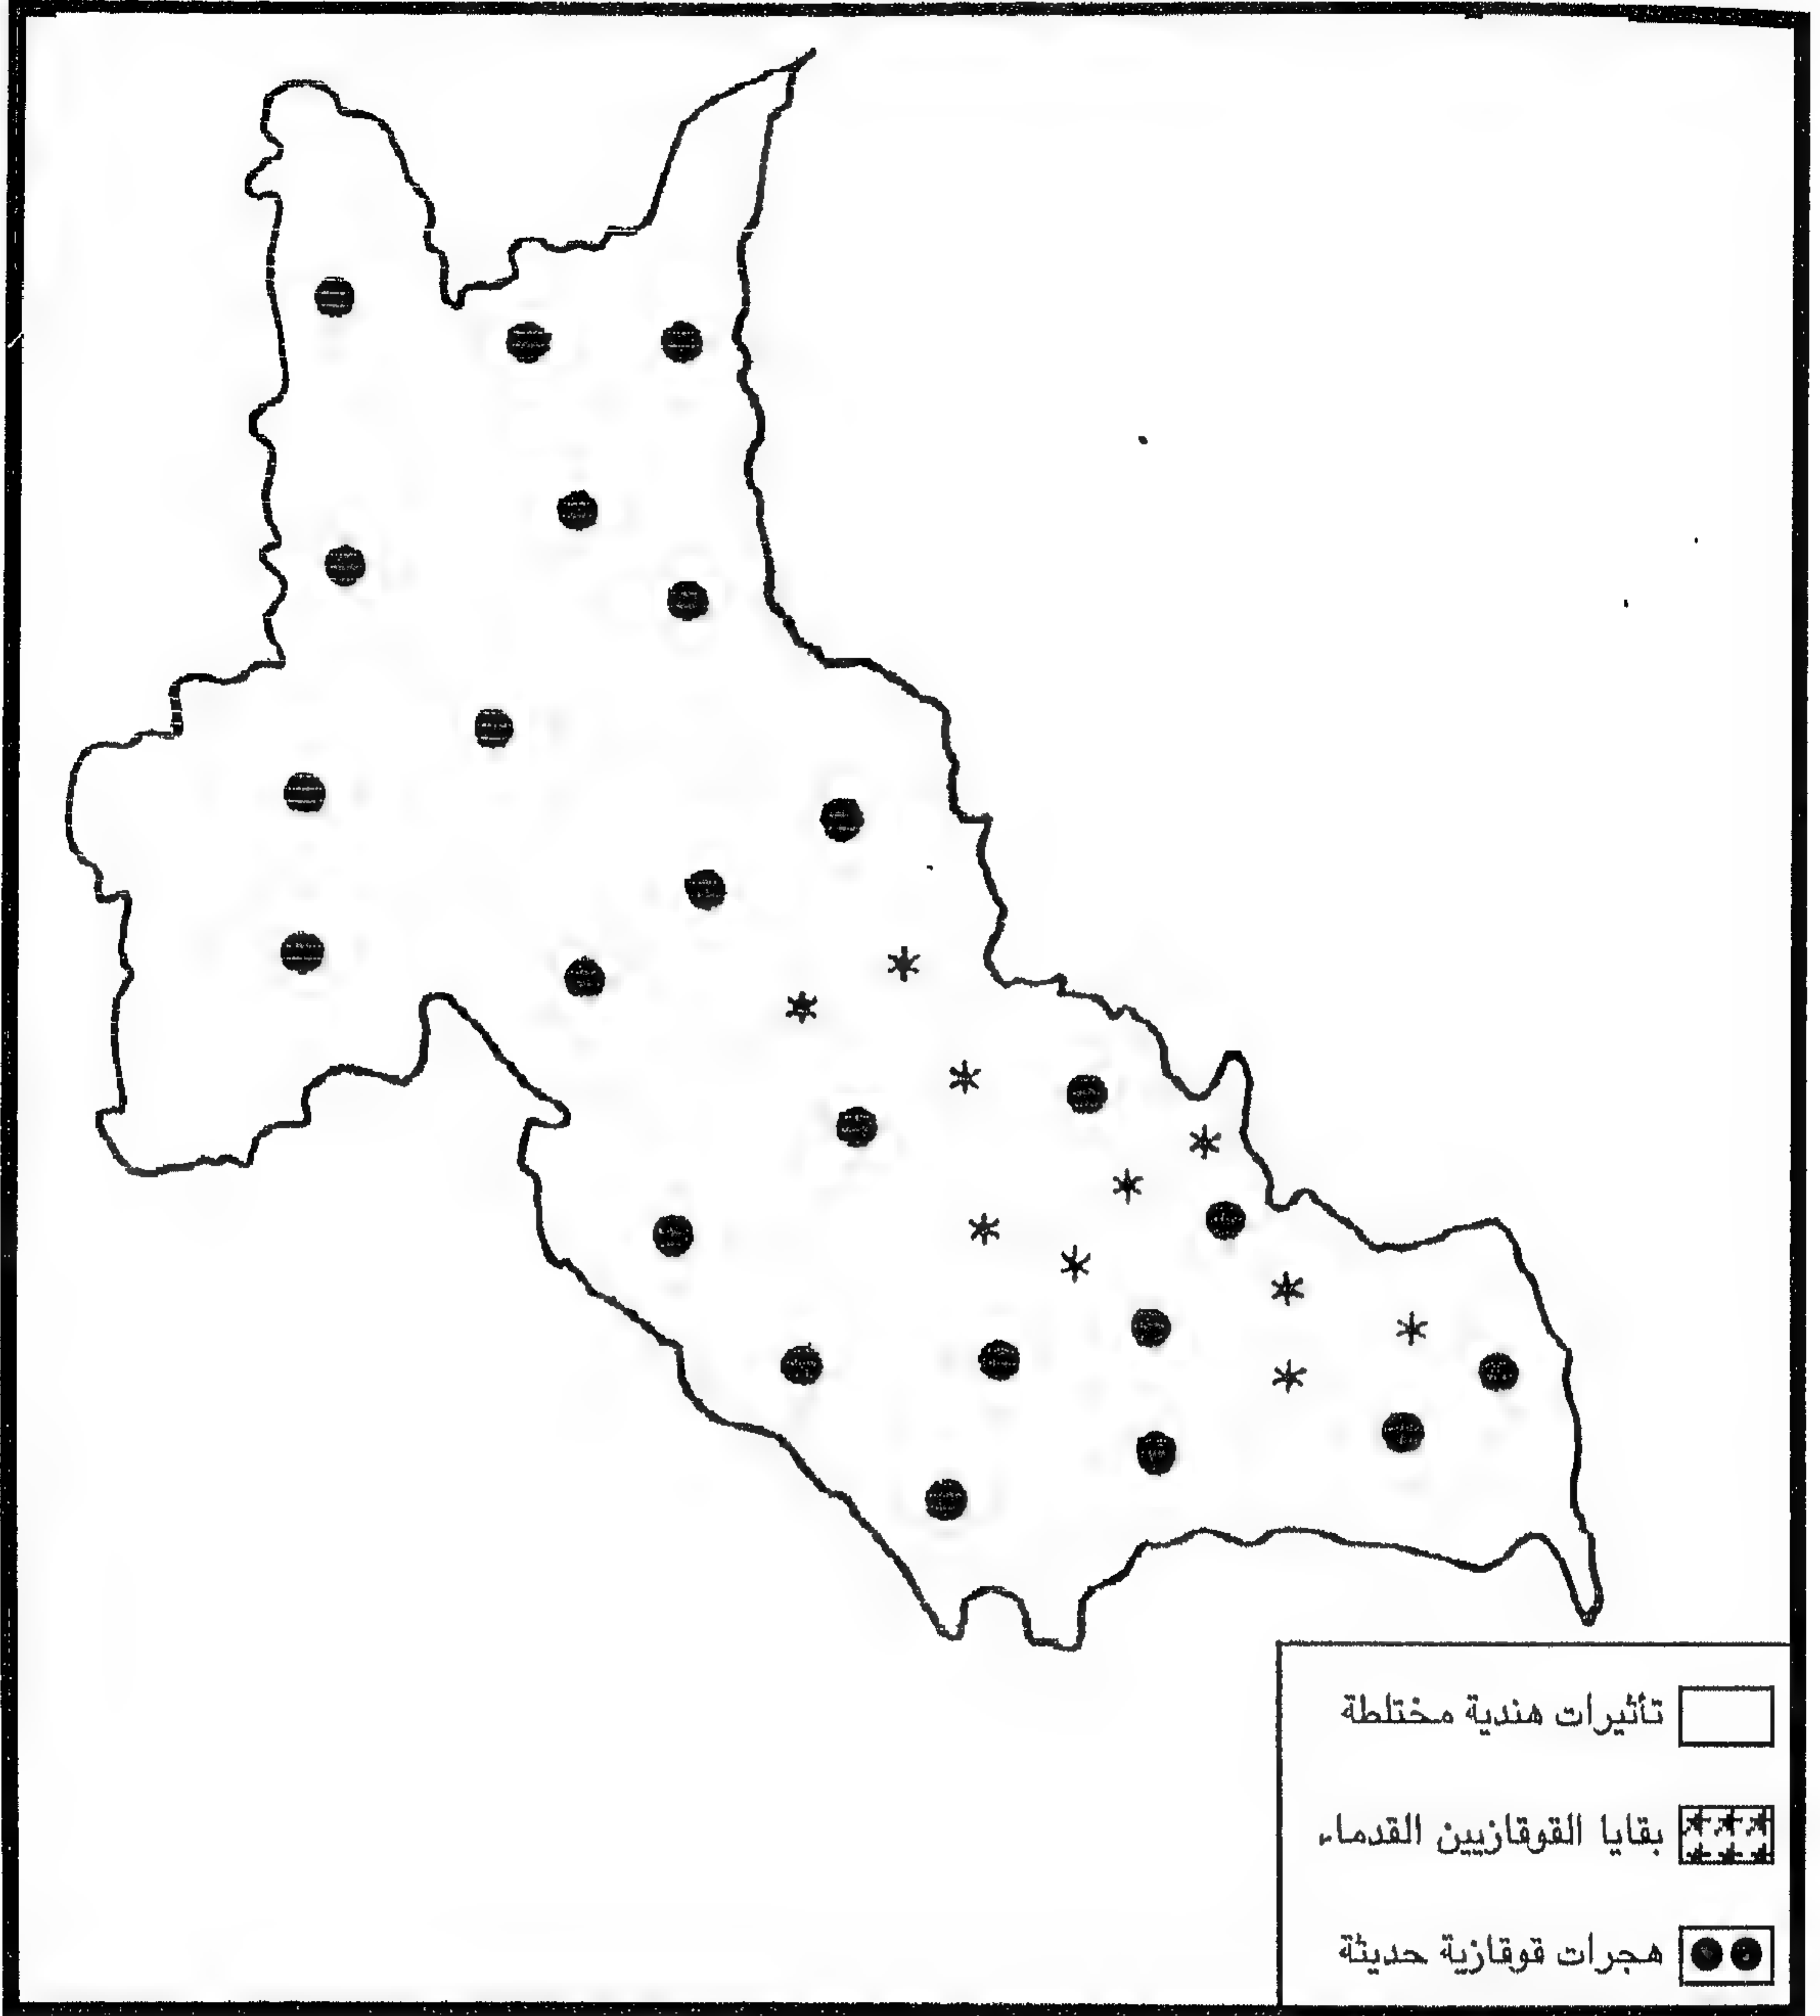 تأثيرات هندية مختلطة
بقايا القوقازيين القدماء
هجرات قوقازية حديثة